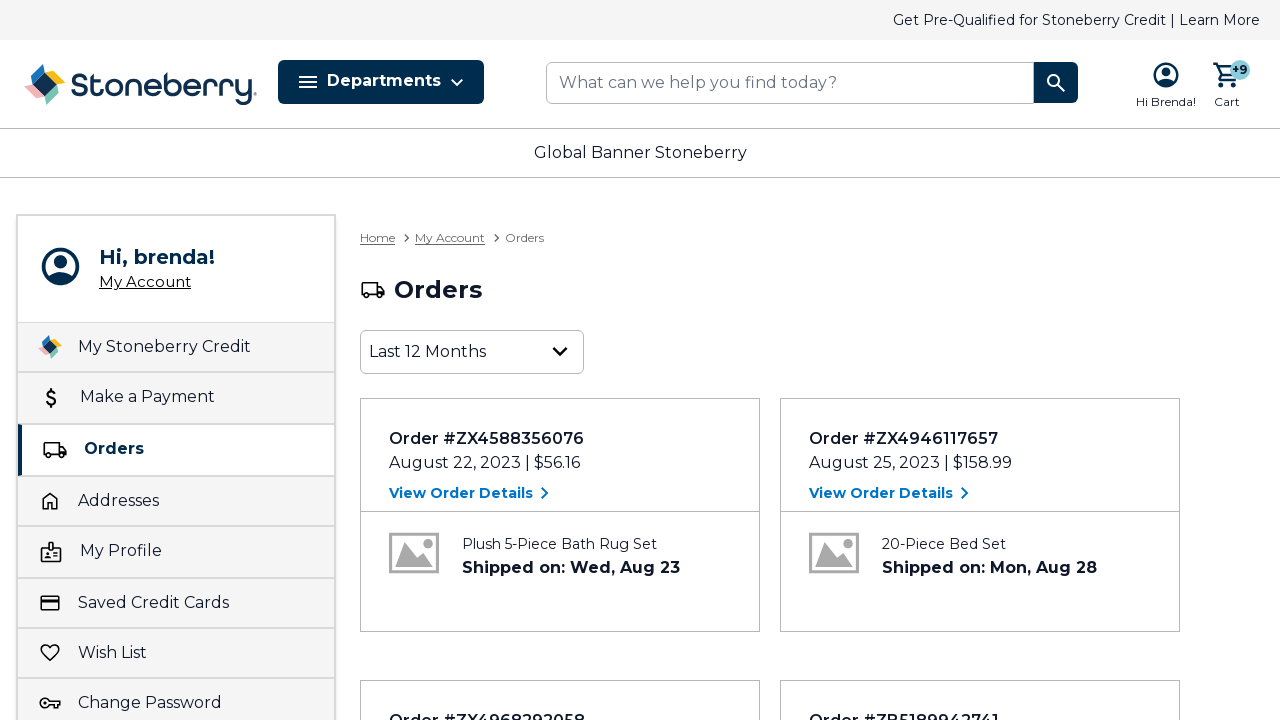 Get Pre-Qualified for Stoneberry Credit | Learn More
Stoneberry®
Departments
What can we help you find today?
Hi Brenda!
+9
Cart
Global Banner Stoneberry
Hi, brenda!
My Account
My Stoneberry Credit
Make a Payment
Orders
Addresses
My Profile
Saved Credit Cards
Wish List
Change Password
Home > My Account > Orders
Orders
Last 12 Months
Order #ZX4588356076
August 22, 2023 | $56.16
View Order Details
Plush 5-Piece Bath Rug Set
Shipped on: Wed, Aug 23
Order #ZX4946117657
August 25, 2023 | $158.99
View Order Details
20-Piece Bed Set
Shipped on: Mon, Aug 28
Order #ZX4968292058
Order #ZR5189942741